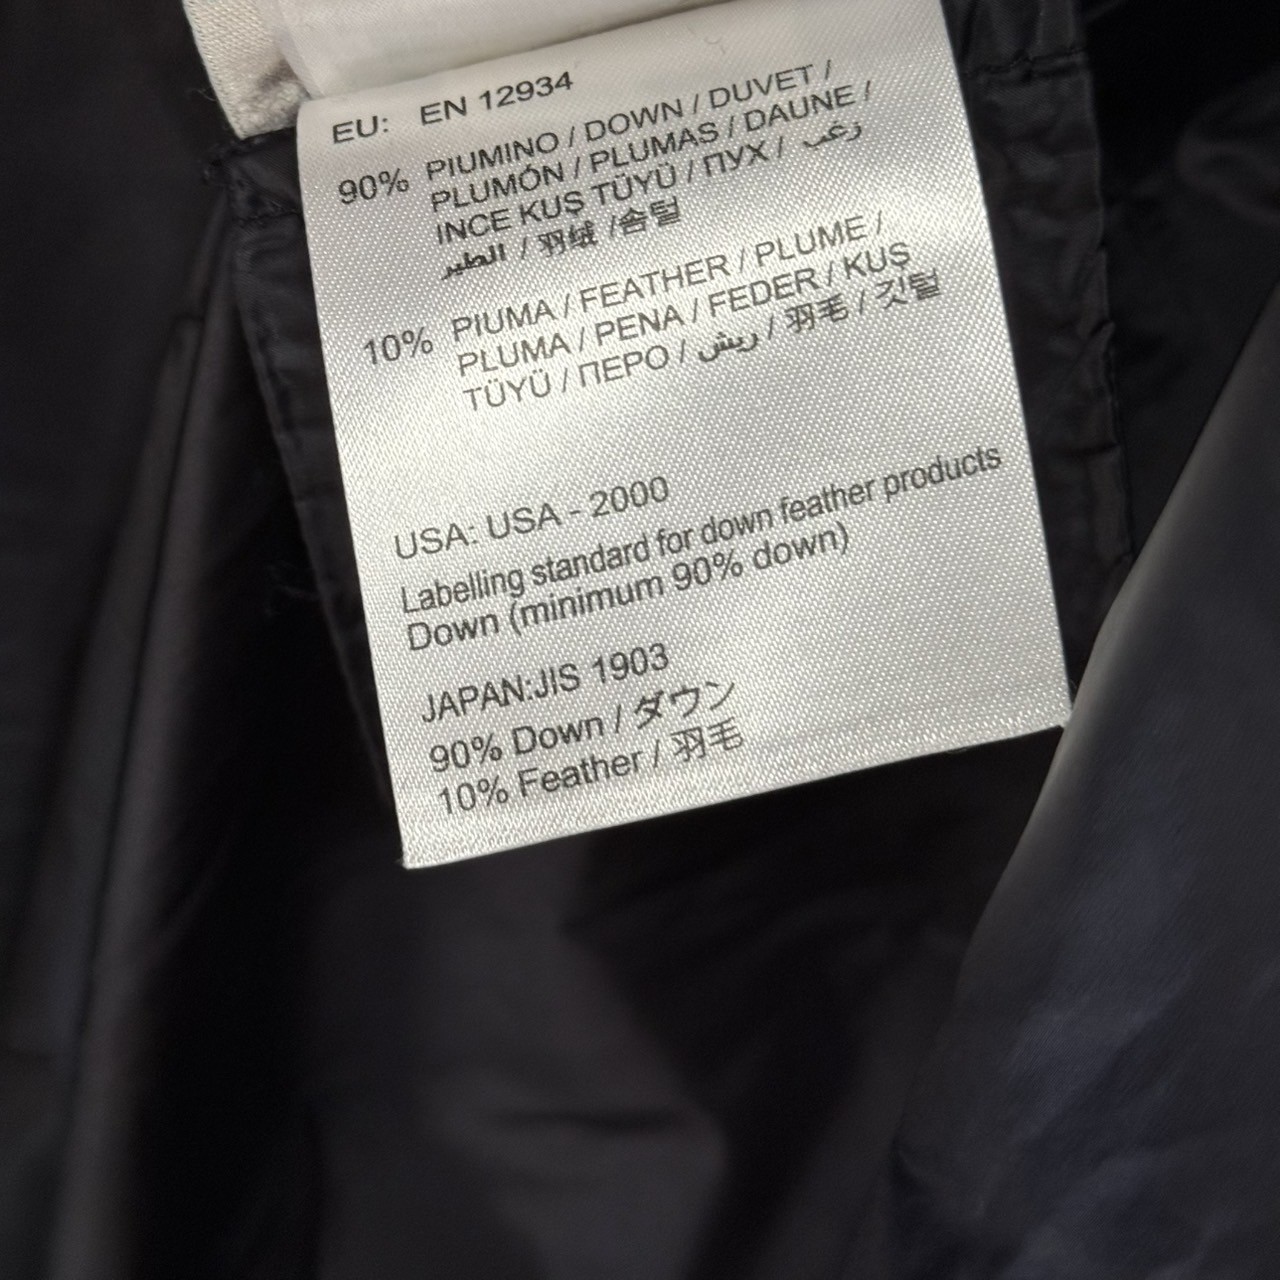 EU: EN 12934
90% PIUMINO / DOWN / DUVET /
PLUMÓN / PLUMAS / DAUNE /
INCE KUŞ TÜYÜ / ПУХ / زغب
الطير / 羽绒 /솜털
10% PIUMA / FEATHER / PLUME /
PLUMA / PENA / FEDER / KUŞ
TÜYÜ / ПЕРО / ريش / 羽毛 / 깃털
USA: USA - 2000
Labelling standard for down feather products
Down (minimum 90% down)
JAPAN:JIS 1903
90% Down / ダウン
10% Feather / 羽毛